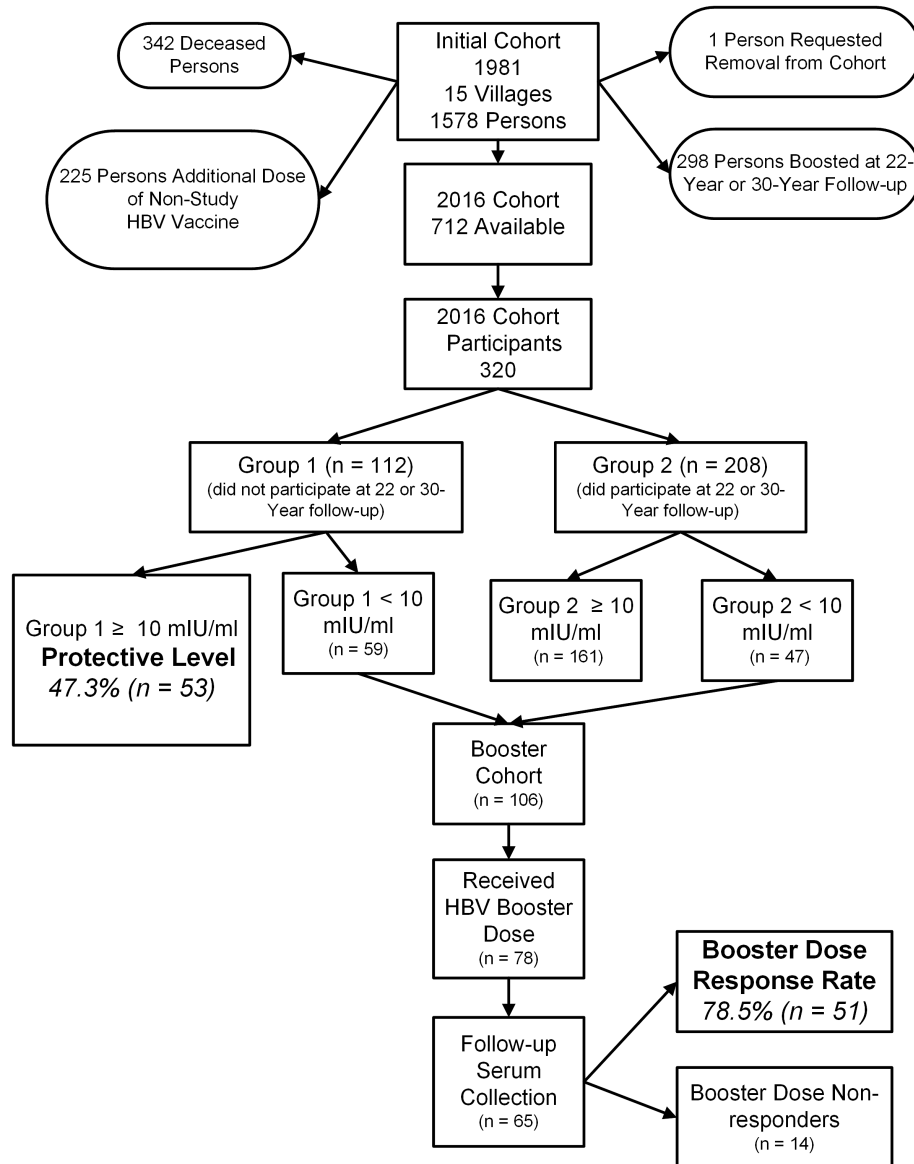 342 Deceased
Persons
Initial Cohort
1981
15 Villages
1578 Persons
1 Person Requested
Removal from Cohort
225 Persons Additional Dose
of Non-Study
HBV Vaccine
298 Persons Boosted at 22-
Year or 30-Year Follow-up
2016 Cohort
712 Available
2016 Cohort
Participants
320
Group 1 (n = 112)
(did not participate at 22 or 30-
Year follow-up)
Group 2 (n = 208)
(did participate at 22 or 30-
Year follow-up)
Group 1 ≥ 10 mIU/ml
Protective Level
47.3% (n = 53)
Group 1 < 10
mIU/ml
(n = 59)
Group 2 ≥ 10
mIU/ml
(n = 161)
Group 2 < 10
mIU/ml
(n = 47)
Booster
Cohort
(n = 106)
Received
HBV Booster
Dose
(n = 78)
Booster Dose
Response Rate
78.5% (n = 51)
Follow-up
Serum
Collection
(n = 65)
Booster Dose Non-
responders
(n = 14)